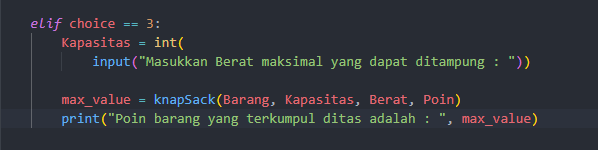 elif choice == 3:
Kapasitas = int(
input("Masukkan Berat maksimal yang dapat ditampung : "))
max_value = knapSack(Barang, Kapasitas, Berat, Poin)
print("Poin barang yang terkumpul ditas adalah : ", max_value)